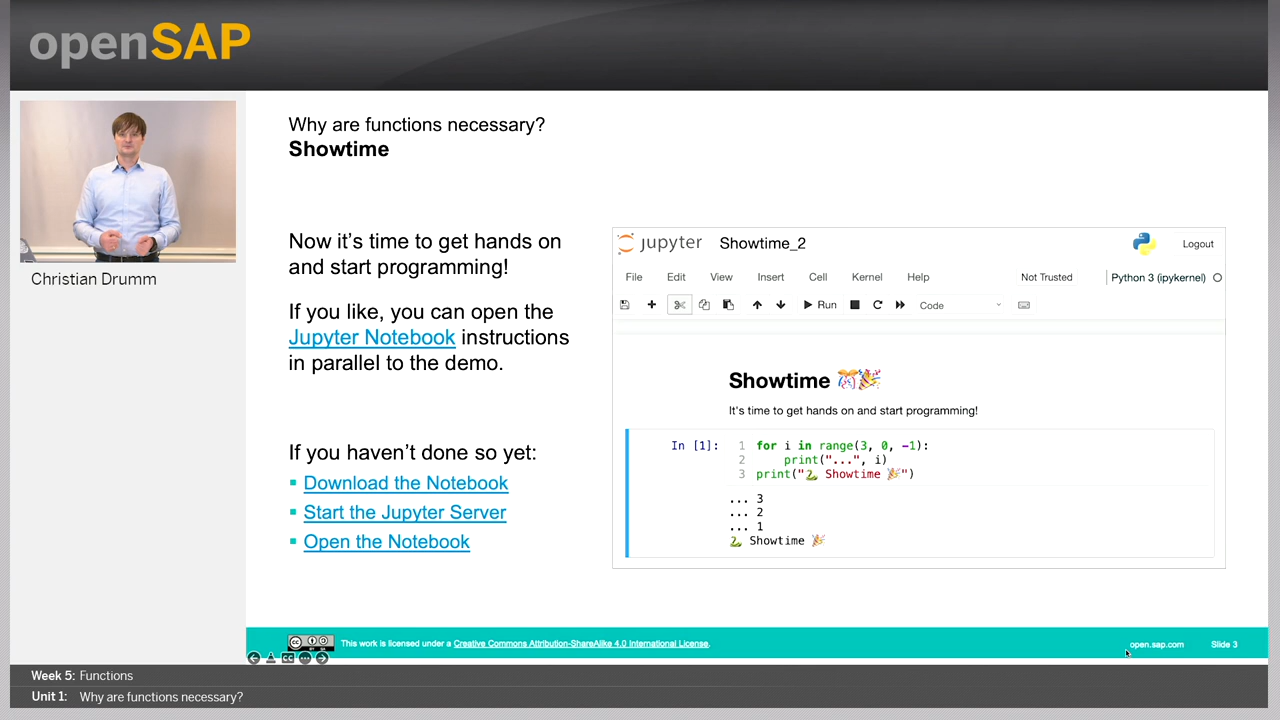 openSAP
Christian Drumm
Why are functions necessary?
Showtime
Now it’s time to get hands on
and start programming!
If you like, you can open the
Jupyter Notebook instructions
in parallel to the demo.
If you haven’t done so yet:
Download the Notebook
Start the Jupyter Server
Open the Notebook
jupyter Showtime_2 Logout
File Edit View Insert Cell Kernel Help Not Trusted Python 3 (ipykernel)
Run Code
Showtime 🎊🎉
It's time to get hands on and start programming!
In [1]: 1 for i in range(3, 0, -1):
2 print("...", i)
3 print("🐍 Showtime 🎉")
... 3
... 2
... 1
🐍 Showtime 🎉
This work is licensed under a Creative Commons Attribution-ShareAlike 4.0 International License.
open.sap.com Slide 3
Week 5: Functions
Unit 1: Why are functions necessary?